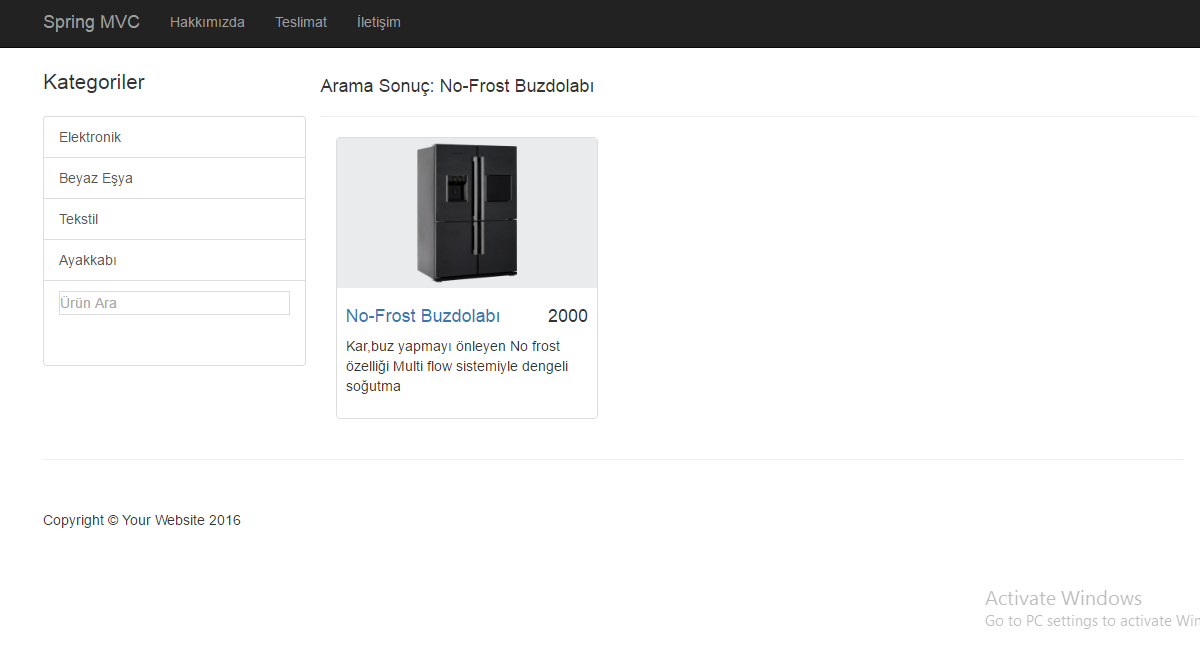 Spring MVC Hakkımızda Teslimat İletişim
Kategoriler
Elektronik
Beyaz Eşya
Tekstil
Ayakkabı
Ürün Ara
Arama Sonuç: No-Frost Buzdolabı
No-Frost Buzdolabı 2000
Kar,buz yapmayı önleyen No frost
özelliği Multi flow sistemiyle dengeli
soğutma
Copyright © Your Website 2016
Activate Windows
Go to PC settings to activate Win